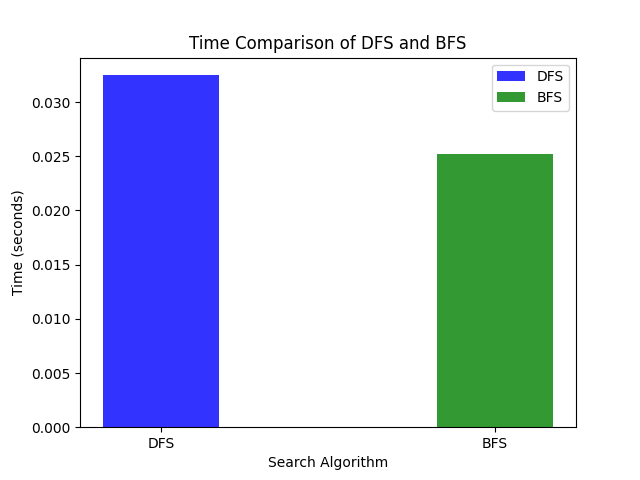 Time Comparison of DFS and BFS
DFS
BFS
0.030
0.025
0.020
0.015
0.010
0.005
0.000
Time (seconds)
DFS
BFS
Search Algorithm